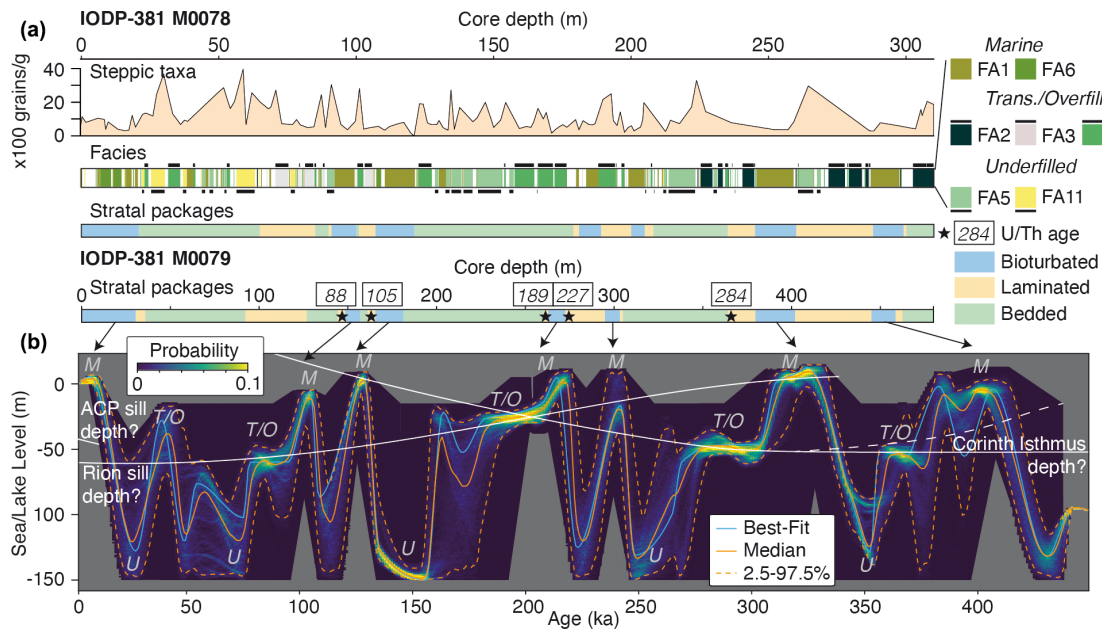 (a)
IODP-381 M0078
Core depth (m)
0 50 100 150 200 250 300
Marine
FA1 FA6
Trans./Overfill
FA2 FA3
Underfilled
FA5 FA11
284 U/Th age
Bioturbated
Laminated
Bedded
x100 grains/g
40
20
0
Steppic taxa
Facies
Stratal packages
IODP-381 M0079
Core depth (m)
Stratal packages
0 100 200 300 400
88 105 189 227 284
(b)
Probability
0 0.1
M M M M M M M
T/O T/O T/O T/O T/O
U U U U
ACP sill
depth?
Rion sill
depth?
Corinth Isthmus
depth?
Best-Fit
Median
2.5-97.5%
Sea/Lake Level (m)
0
-50
100
-150
0 50 100 150 200 250 300 350 400
Age (ka)